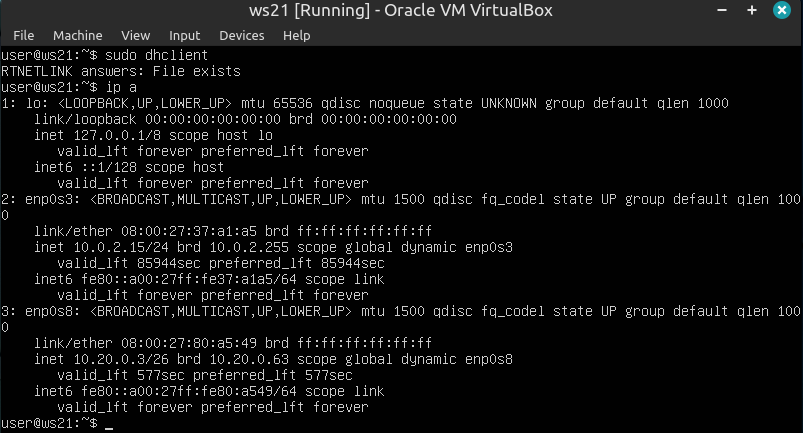 ws21 [Running] - Oracle VM VirtualBox
File Machine View Input Devices Help
user@ws21:~$ sudo dhclient
RTNETLINK answers: File exists
user@ws21:~$ ip a
1: lo: <LOOPBACK,UP,LOWER_UP> mtu 65536 qdisc noqueue state UNKNOWN group default qlen 1000
    link/loopback 00:00:00:00:00:00 brd 00:00:00:00:00:00
    inet 127.0.0.1/8 scope host lo
       valid_lft forever preferred_lft forever
    inet6 ::1/128 scope host
       valid_lft forever preferred_lft forever
2: enp0s3: <BROADCAST,MULTICAST,UP,LOWER_UP> mtu 1500 qdisc fq_codel state UP group default qlen 100
0
    link/ether 08:00:27:37:a1:a5 brd ff:ff:ff:ff:ff:ff
    inet 10.0.2.15/24 brd 10.0.2.255 scope global dynamic enp0s3
       valid_lft 85944sec preferred_lft 85944sec
    inet6 fe80::a00:27ff:fe37:a1a5/64 scope link
       valid_lft forever preferred_lft forever
3: enp0s8: <BROADCAST,MULTICAST,UP,LOWER_UP> mtu 1500 qdisc fq_codel state UP group default qlen 100
0
    link/ether 08:00:27:80:a5:49 brd ff:ff:ff:ff:ff:ff
    inet 10.20.0.3/26 brd 10.20.0.63 scope global dynamic enp0s8
       valid_lft 577sec preferred_lft 577sec
    inet6 fe80::a00:27ff:fe80:a549/64 scope link
       valid_lft forever preferred_lft forever
user@ws21:~$ _